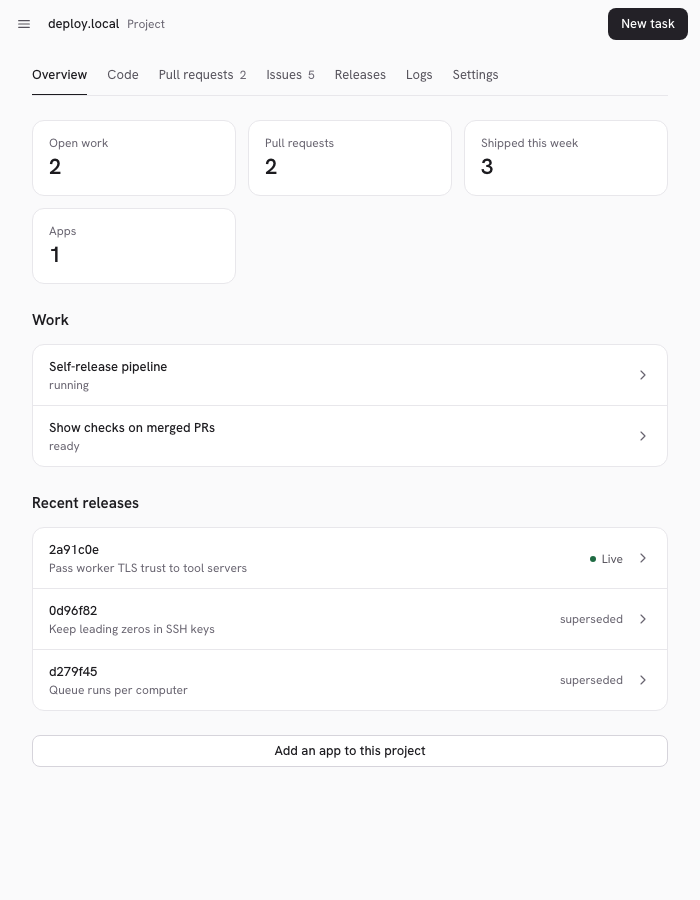 deploy.local Project
New task
Overview Code Pull requests 2 Issues 5 Releases Logs Settings
Open work
2
Pull requests
2
Shipped this week
3
Apps
1
Work
Self-release pipeline
running
Show checks on merged PRs
ready
Recent releases
2a91c0e
Pass worker TLS trust to tool servers
Live
0d96f82
Keep leading zeros in SSH keys
superseded
d279f45
Queue runs per computer
superseded
Add an app to this project